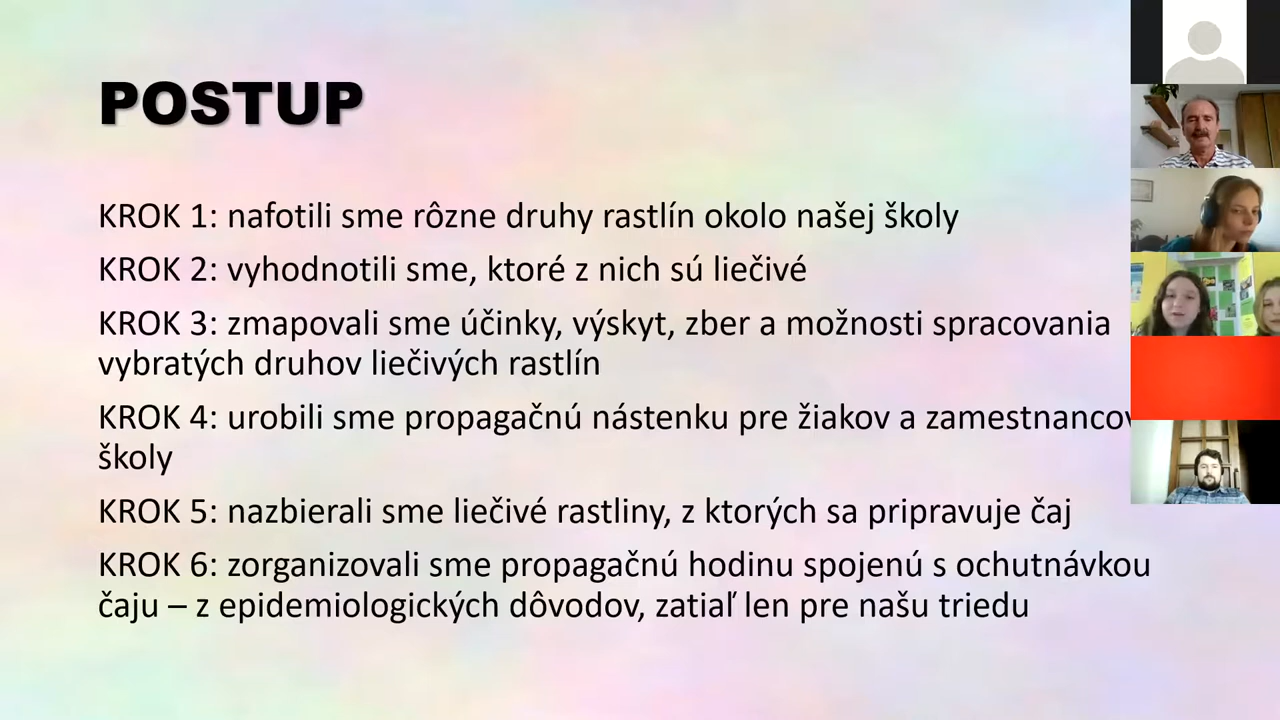 POSTUP
KROK 1: nafotili sme rôzne druhy rastlín okolo našej školy
KROK 2: vyhodnotili sme, ktoré z nich sú liečivé
KROK 3: zmapovali sme účinky, výskyt, zber a možnosti spracovania
vybratých druhov liečivých rastlín
KROK 4: urobili sme propagačnú nástenku pre žiakov a zamestnancov
školy
KROK 5: nazbierali sme liečivé rastliny, z ktorých sa pripravuje čaj
KROK 6: zorganizovali sme propagačnú hodinu spojenú s ochutnávkou
čaju – z epidemiologických dôvodov, zatiaľ len pre našu triedu